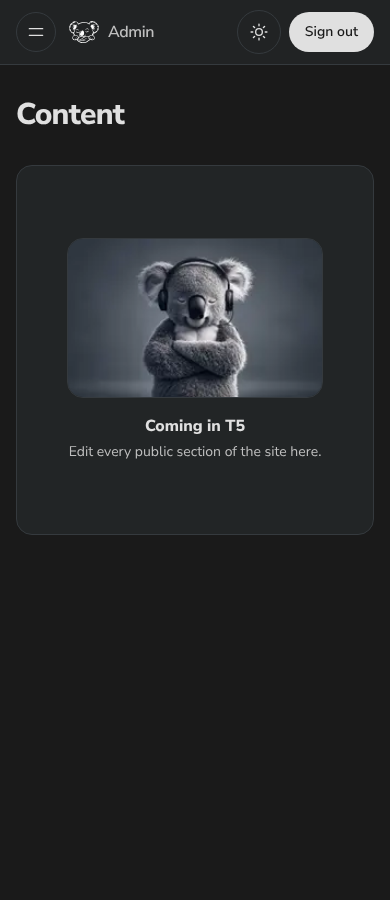 Admin
Sign out
Content
Coming in T5
Edit every public section of the site here.